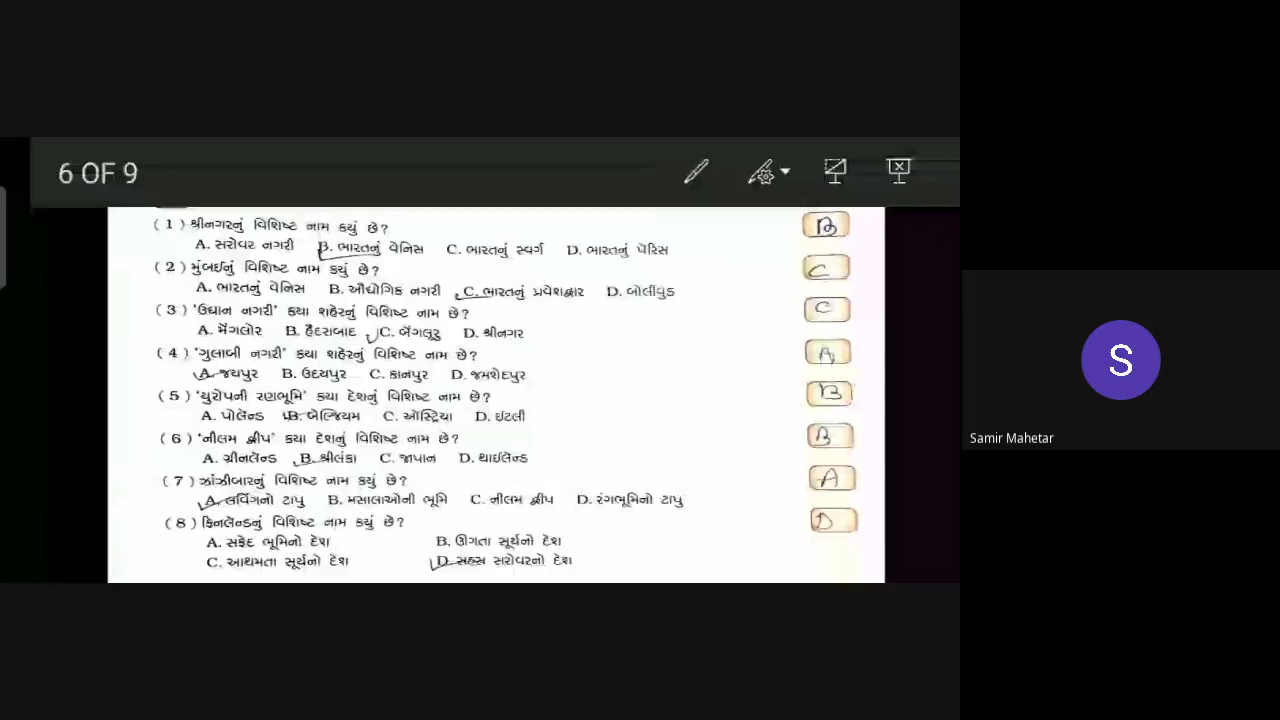 6 OF 9
( 1 ) શ્રીનગરનું વિશિષ્ટ નામ કયું છે? B
A. સરોવર નગરી B. ભારતનું વેનિસ C. ભારતનું સ્વર્ગ D. ભારતનું પેરિસ
( 2 ) મુંબઈનું વિશિષ્ટ નામ કયું છે? C
A. ભારતનું વેનિસ B. ઔદ્યોગિક નગરી C. ભારતનું પ્રવેશદ્વાર D. બોલીવુડ
( 3 ) 'ઉદ્યાન નગરી' કયા શહેરનું વિશિષ્ટ નામ છે? C
A. મેંગલોર B. હૈદરાબાદ C. બેંગલૂરુ D. શ્રીનગર
( 4 ) 'ગુલાબી નગરી' કયા શહેરનું વિશિષ્ટ નામ છે? A
A. જયપુર B. ઉદયપુર C. કાનપુર D. જમશેદપુર
( 5 ) 'યુરોપની રણભૂમિ' કયા દેશનું વિશિષ્ટ નામ છે? B
A. પોલૅન્ડ B. બેલ્જિયમ C. ઑસ્ટ્રિયા D. ઇટલી
( 6 ) 'નીલમ દ્વીપ' કયા દેશનું વિશિષ્ટ નામ છે? B
A. ગ્રીનલૅન્ડ B. શ્રીલંકા C. જાપાન D. થાઈલૅન્ડ
( 7 ) ઝાંઝીબારનું વિશિષ્ટ નામ કયું છે? A
A. લવિંગનો ટાપુ B. મસાલાઓની ભૂમિ C. નીલમ દ્વીપ D. રંગભૂમિનો ટાપુ
( 8 ) ફિનલૅન્ડનું વિશિષ્ટ નામ કયું છે? D
A. સફેદ ભૂમિનો દેશ B. ઊગતા સૂર્યનો દેશ
C. આથમતા સૂર્યનો દેશ D. સહસ્ર સરોવરનો દેશ
S
Samir Mahetar